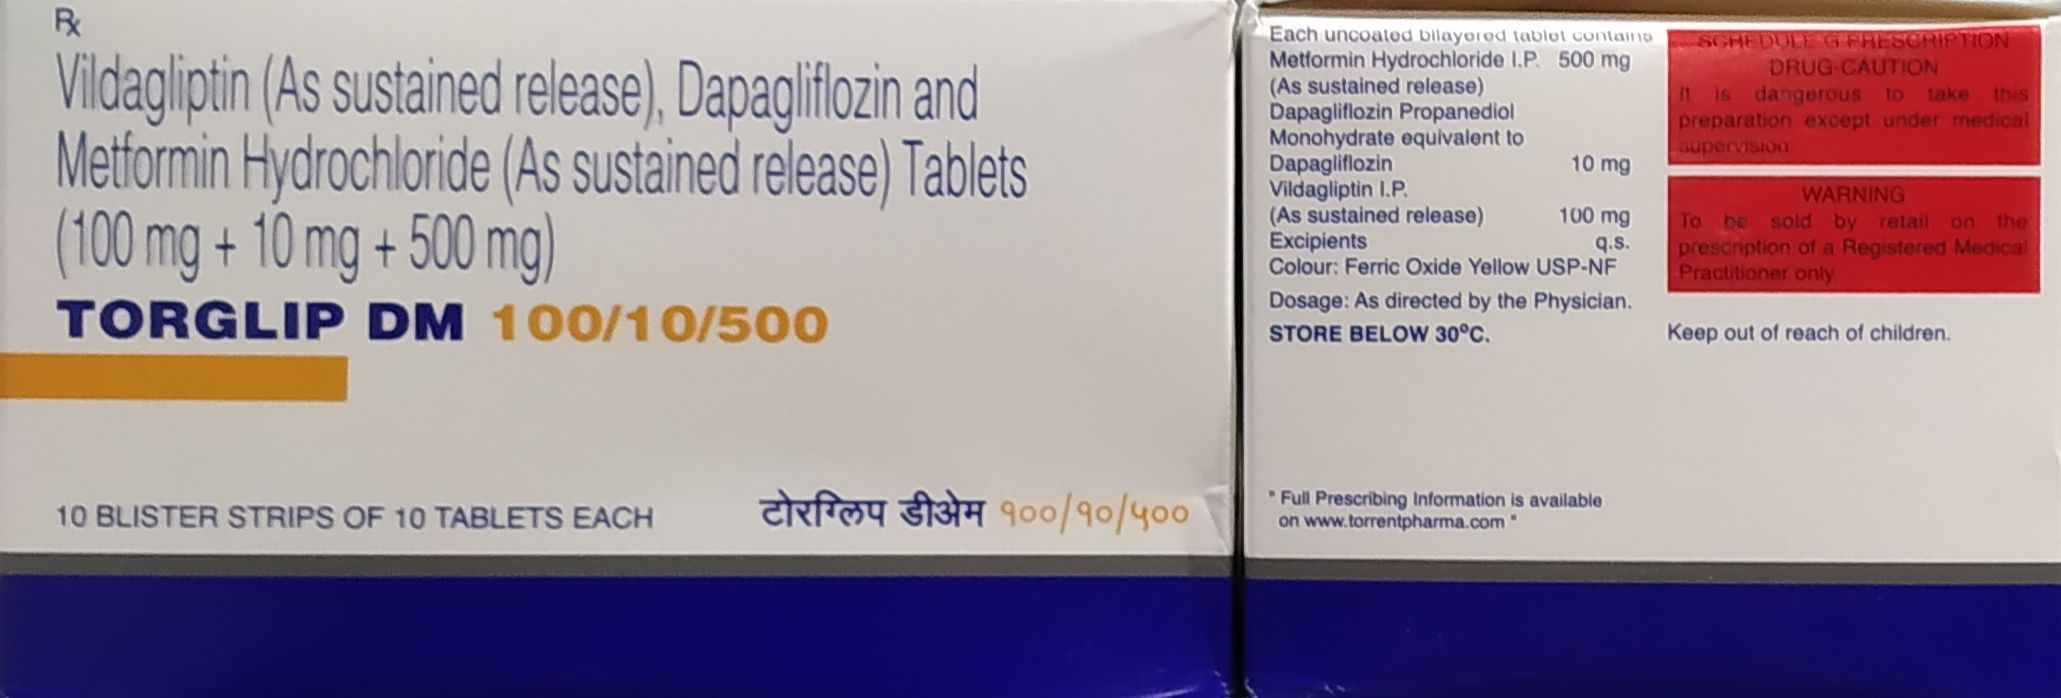 Rx
Vildagliptin (As sustained release), Dapagliflozin and
Metformin Hydrochloride (As sustained release) Tablets
(100 mg + 10 mg + 500 mg)
TORGLIP DM 100/10/500
10 BLISTER STRIPS OF 10 TABLETS EACH
टोरग्लिप डीएम १००/१०/५००
Each uncoated bilayered tablet contains
Metformin Hydrochloride I.P. 500 mg
(As sustained release)
Dapagliflozin Propanediol
Monohydrate equivalent to
Dapagliflozin 10 mg
Vildagliptin I.P.
(As sustained release) 100 mg
Excipients q.s.
Colour: Ferric Oxide Yellow USP-NF
Dosage: As directed by the Physician.
STORE BELOW 30°C.
" Full Prescribing Information is available
on www.torrentpharma.com "
SCHEDULE G PRESCRIPTION
DRUG-CAUTION
It is dangerous to take this
preparation except under medical
supervision
WARNING
To be sold by retail on the
prescription of a Registered Medical
Practitioner only
Keep out of reach of children.